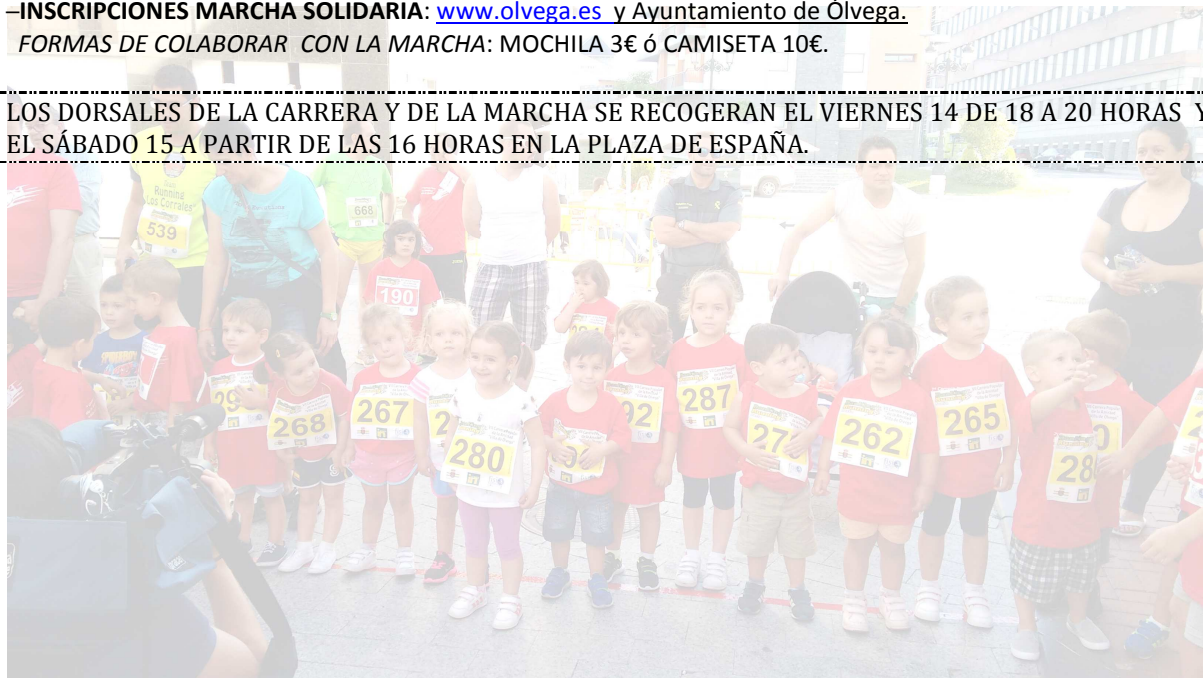 –INSCRIPCIONES MARCHA SOLIDARIA: www.olvega.es y Ayuntamiento de Ólvega.
FORMAS DE COLABORAR CON LA MARCHA: MOCHILA 3€ ó CAMISETA 10€.
LOS DORSALES DE LA CARRERA Y DE LA MARCHA SE RECOGERAN EL VIERNES 14 DE 18 A 20 HORAS Y
EL SÁBADO 15 A PARTIR DE LAS 16 HORAS EN LA PLAZA DE ESPAÑA.
Running
Los Corrales
539
668
190
268
267
280
287
262
265